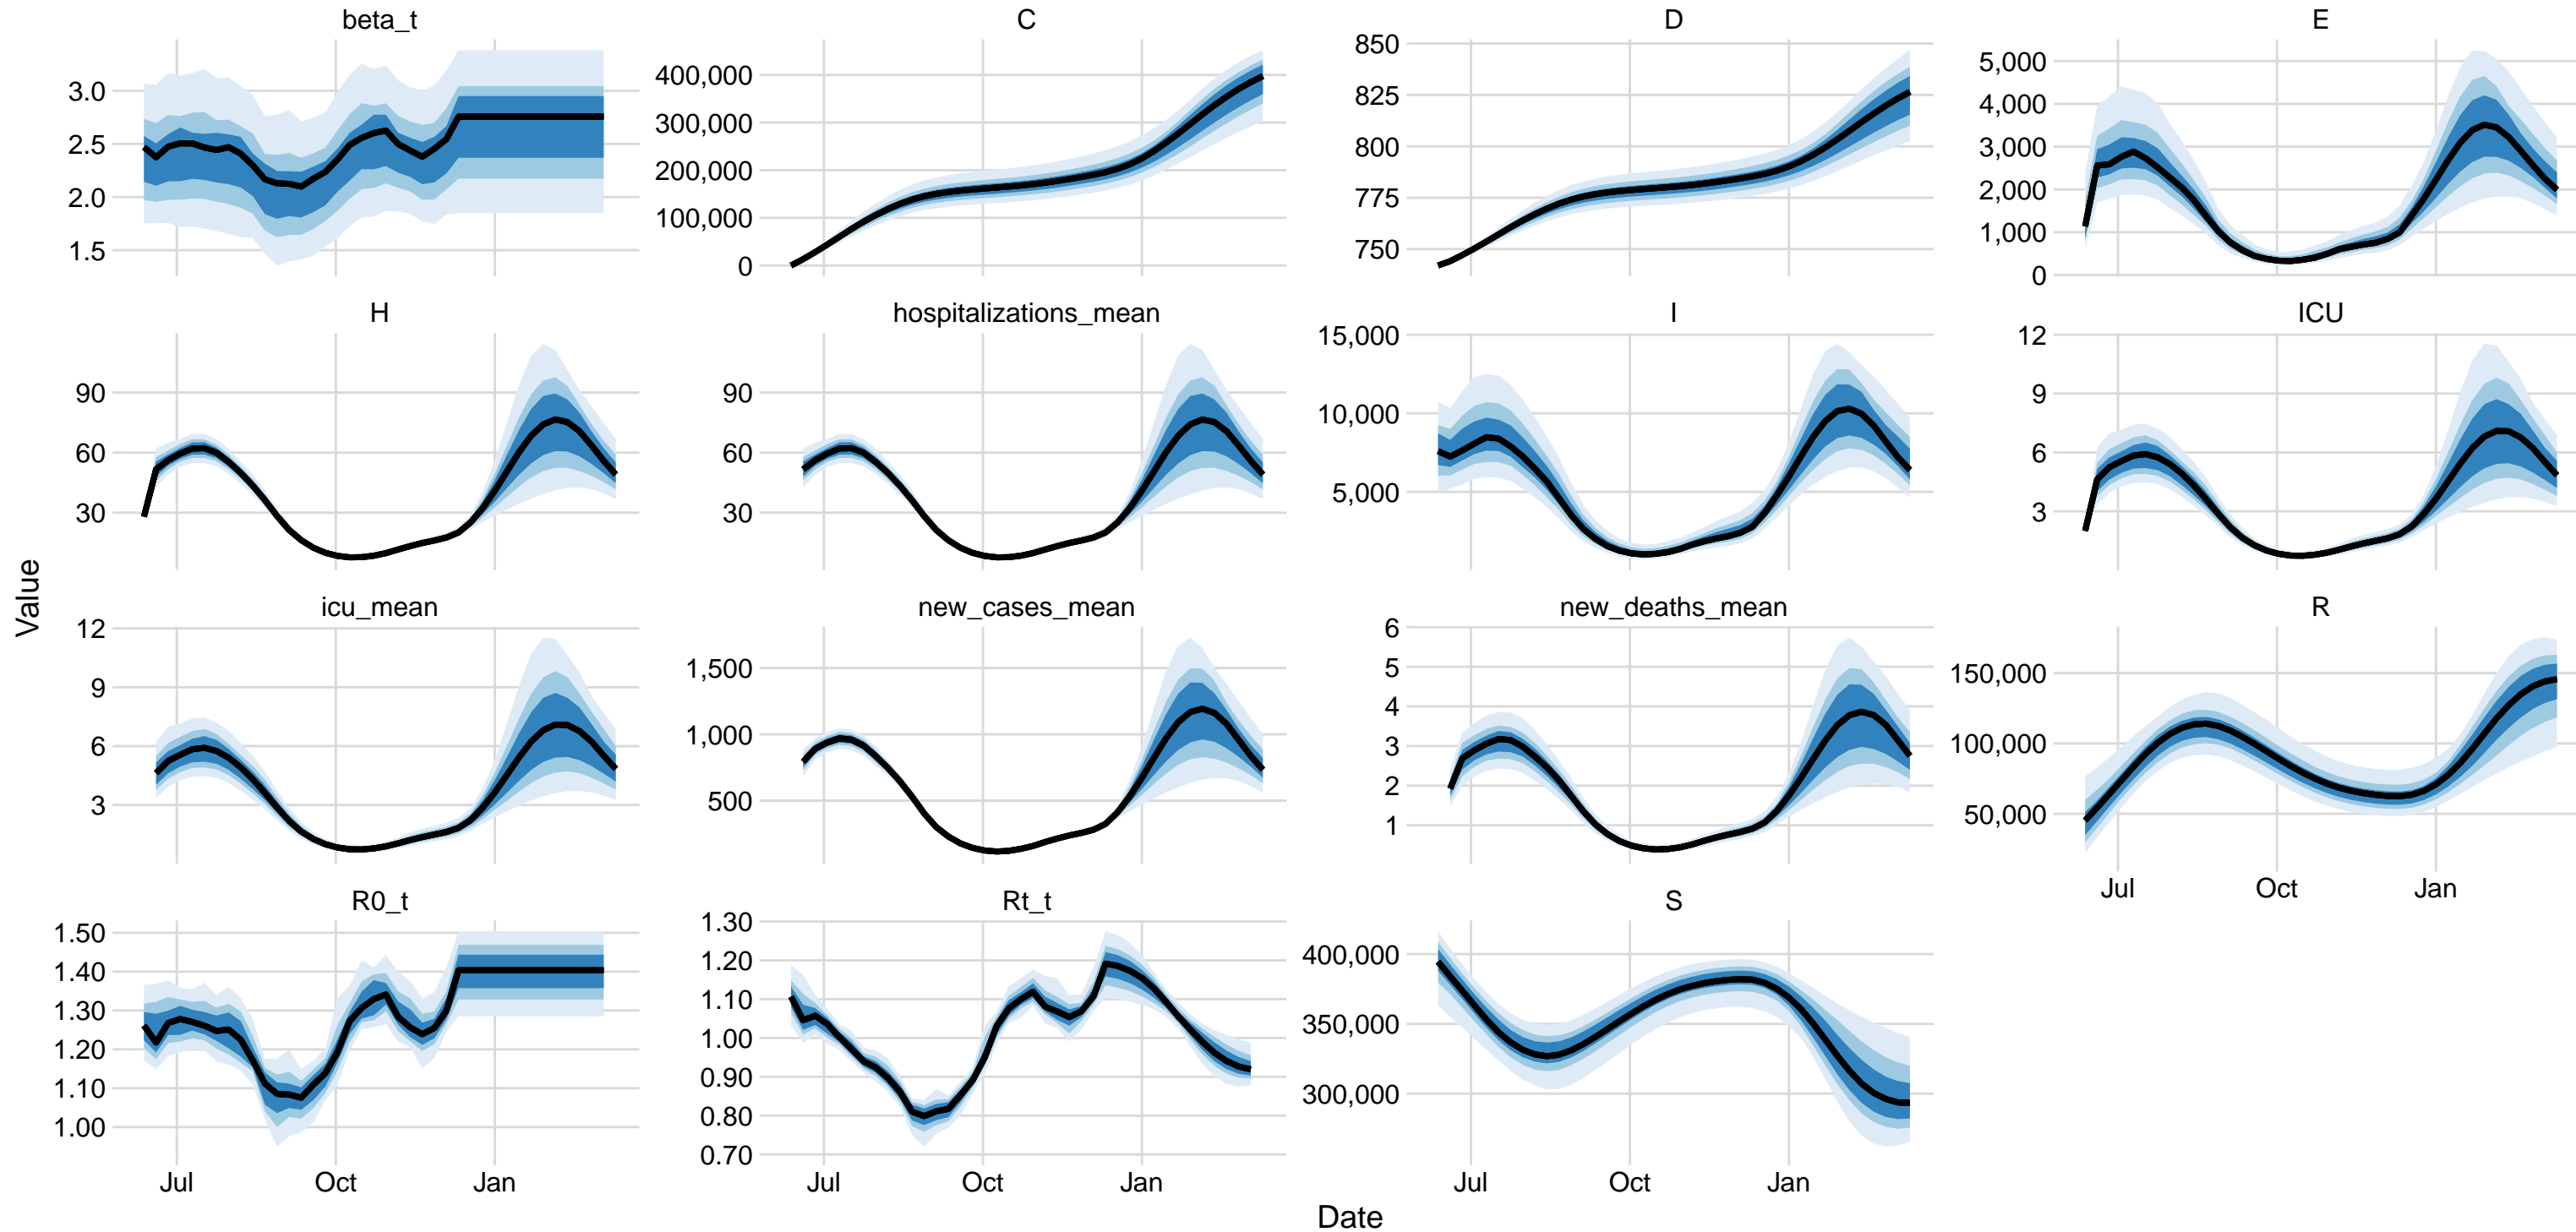 beta_t
C
D
E
3.0
2.5
2.0
1.5
400,000
300,000
200,000
100,000
0
850
825
800
775
750
5,000
4,000
3,000
2,000
1,000
0
H
hospitalizations_mean
I
ICU
90
60
30
90
60
30
15,000
10,000
5,000
12
9
6
3
Value
icu_mean
new_cases_mean
new_deaths_mean
R
12
9
6
3
1,500
1,000
500
6
5
4
3
2
1
150,000
100,000
50,000
Jul
Oct
Jan
R0_t
Rt_t
S
1.50
1.40
1.30
1.20
1.10
1.00
1.30
1.20
1.10
1.00
0.90
0.80
0.70
400,000
350,000
300,000
Jul
Oct
Jan
Jul
Oct
Jan
Jul
Oct
Jan
Date